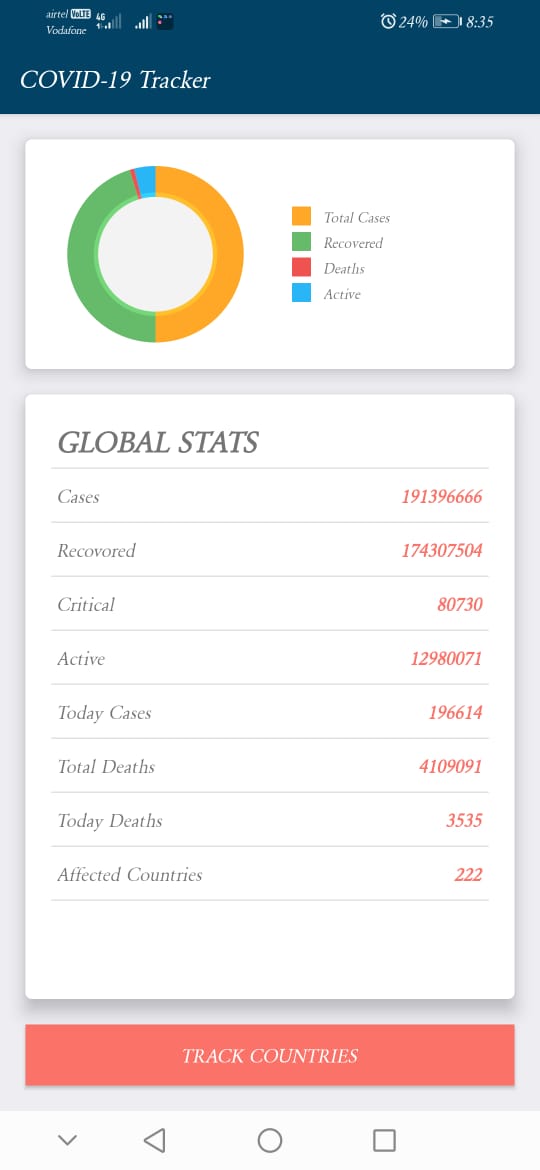 airtel VoLTE 4G
Vodafone
24% 8:35
COVID-19 Tracker
Total Cases
Recovered
Deaths
Active
GLOBAL STATS
Cases 191396666
Recovored 174307504
Critical 80730
Active 12980071
Today Cases 196614
Total Deaths 4109091
Today Deaths 3535
Affected Countries 222
TRACK COUNTRIES